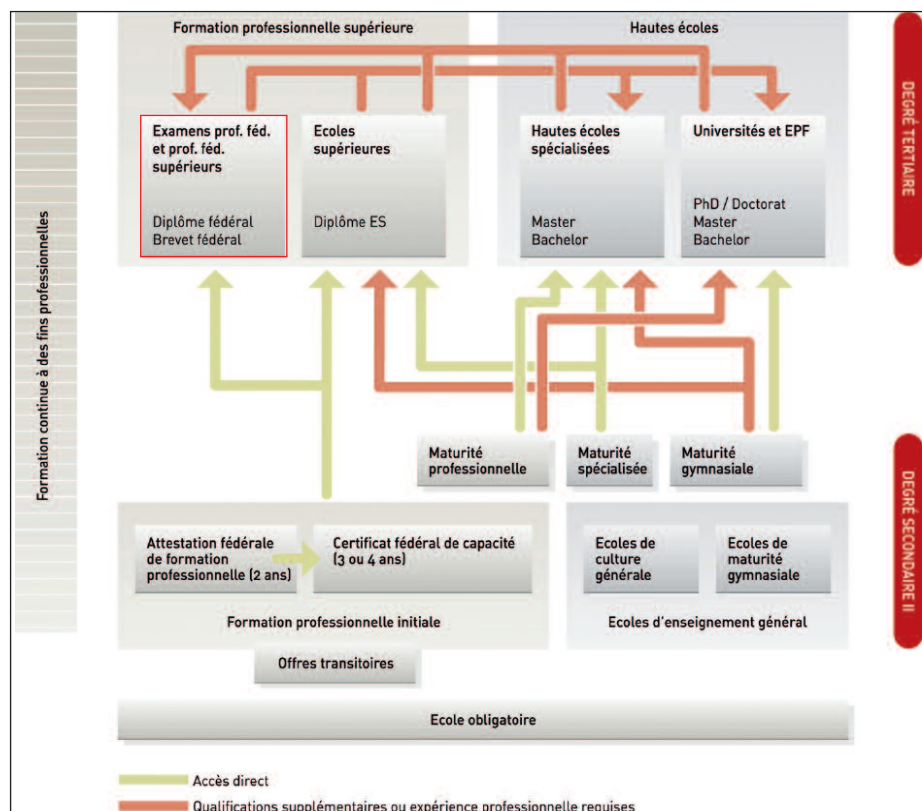 Formation professionnelle supérieure
Hautes écoles
Examens prof. féd.
et prof. féd.
supérieurs
Diplôme fédéral
Brevet fédéral
Ecoles
supérieures
Diplôme ES
Hautes écoles
spécialisées
Master
Bachelor
Universités et EPF
PhD / Doctorat
Master
Bachelor
DEGRÉ TERTIAIRE
Formation continue à des fins professionnelles
Maturité
professionnelle
Maturité
spécialisée
Maturité
gymnasiale
DEGRÉ SECONDAIRE II
Attestation fédérale
de formation
professionnelle (2 ans)
Certificat fédéral de capacité
(3 ou 4 ans)
Ecoles de
culture
générale
Ecoles de
maturité
gymnasiale
Formation professionnelle initiale
Ecoles d'enseignement général
Offres transitoires
Ecole obligatoire
Accès direct
Qualifications supplémentaires ou expérience professionnelle requises